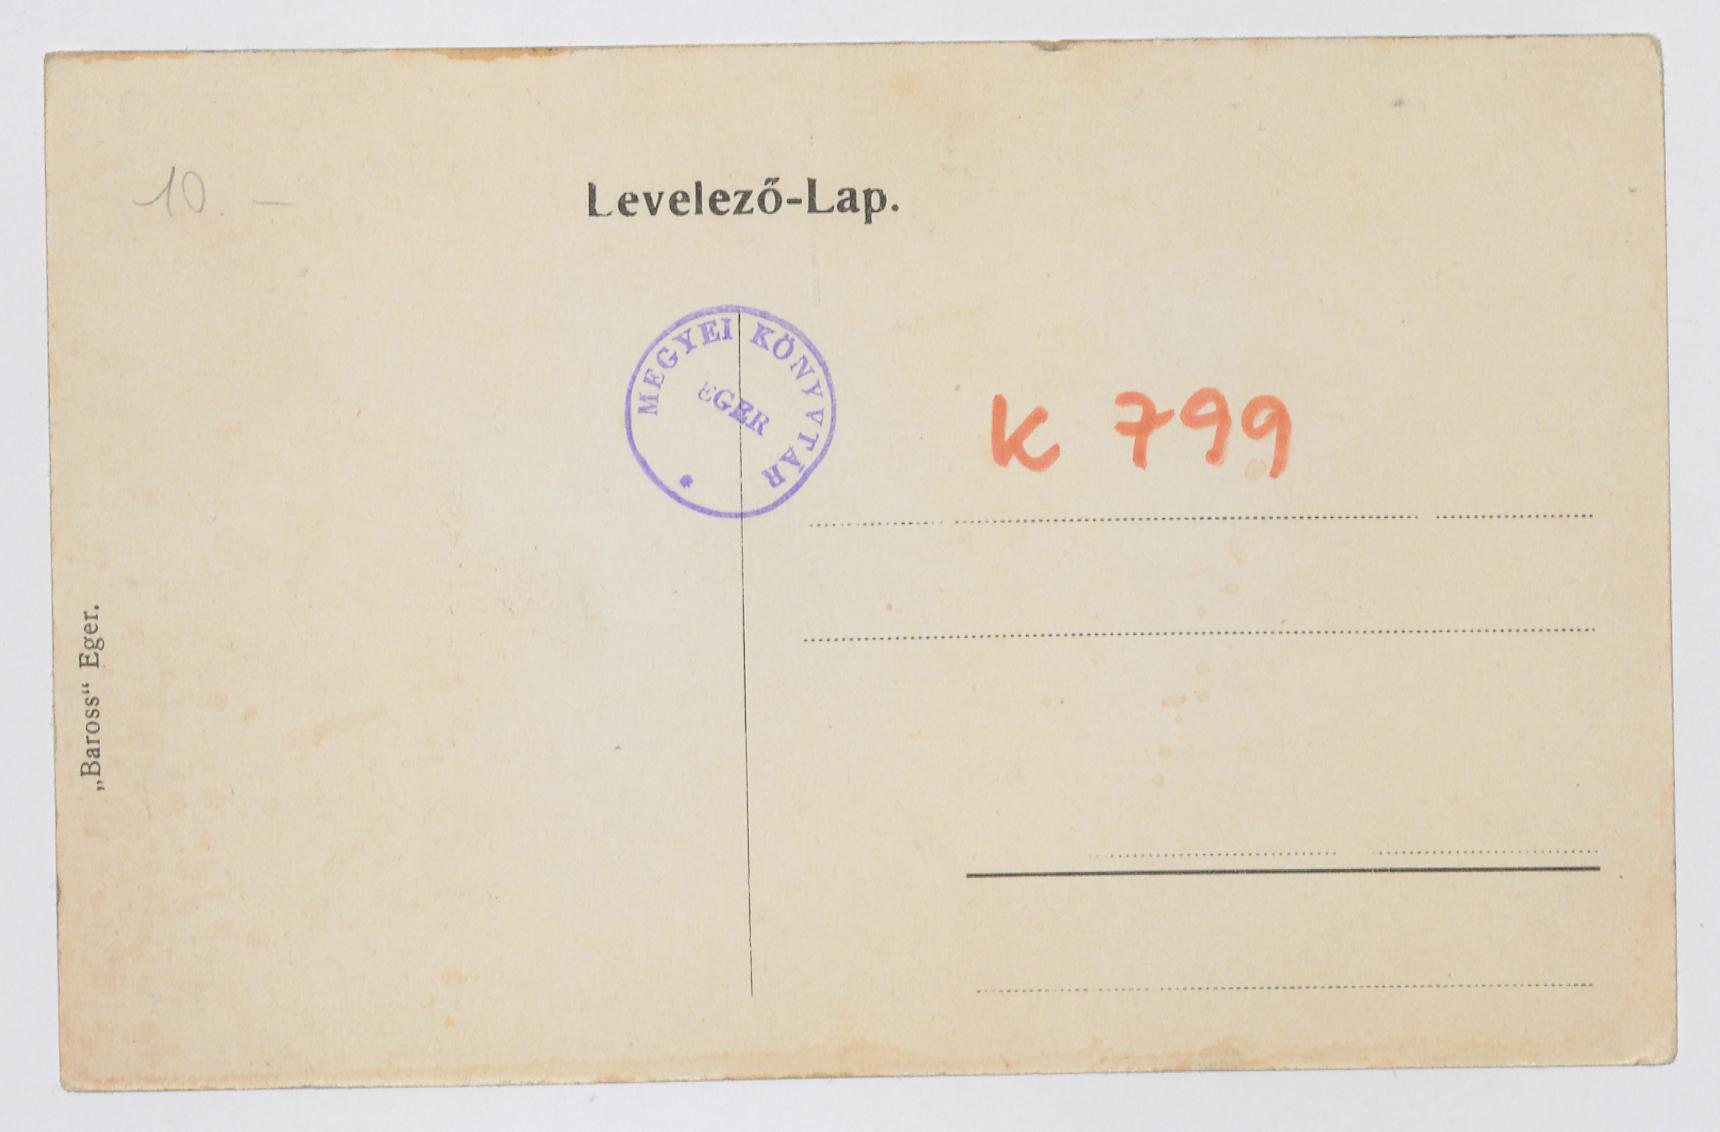 10 –
Levelező-Lap.
MEGYEI KÖNYVTÁR
EGER
*
K 799
„Baross“ Eger.